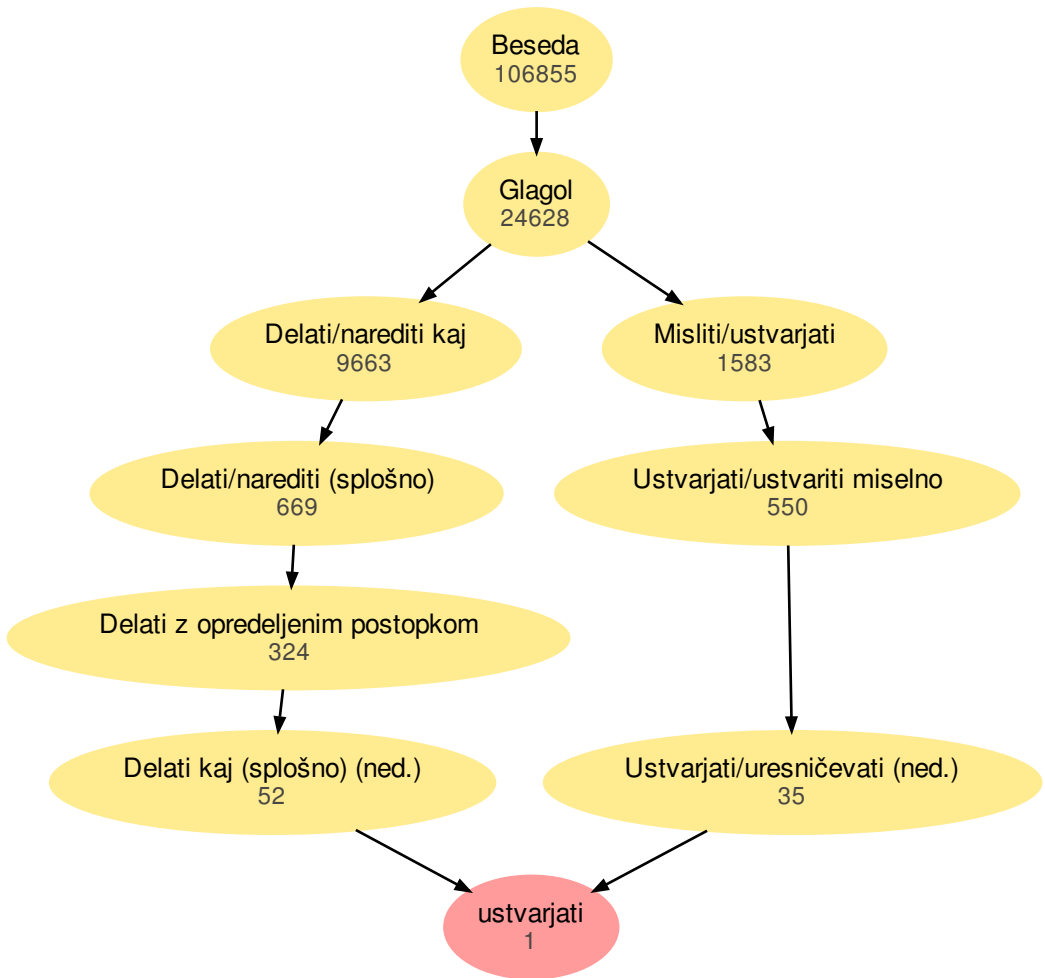 Beseda
106855
Glagol
24628
Delati/narediti kaj
9663
Misliti/ustvarjati
1583
Delati/narediti (splošno)
669
Ustvarjati/ustvariti miselno
550
Delati z opredeljenim postopkom
324
Delati kaj (splošno) (ned.)
52
Ustvarjati/uresničevati (ned.)
35
ustvarjati
1